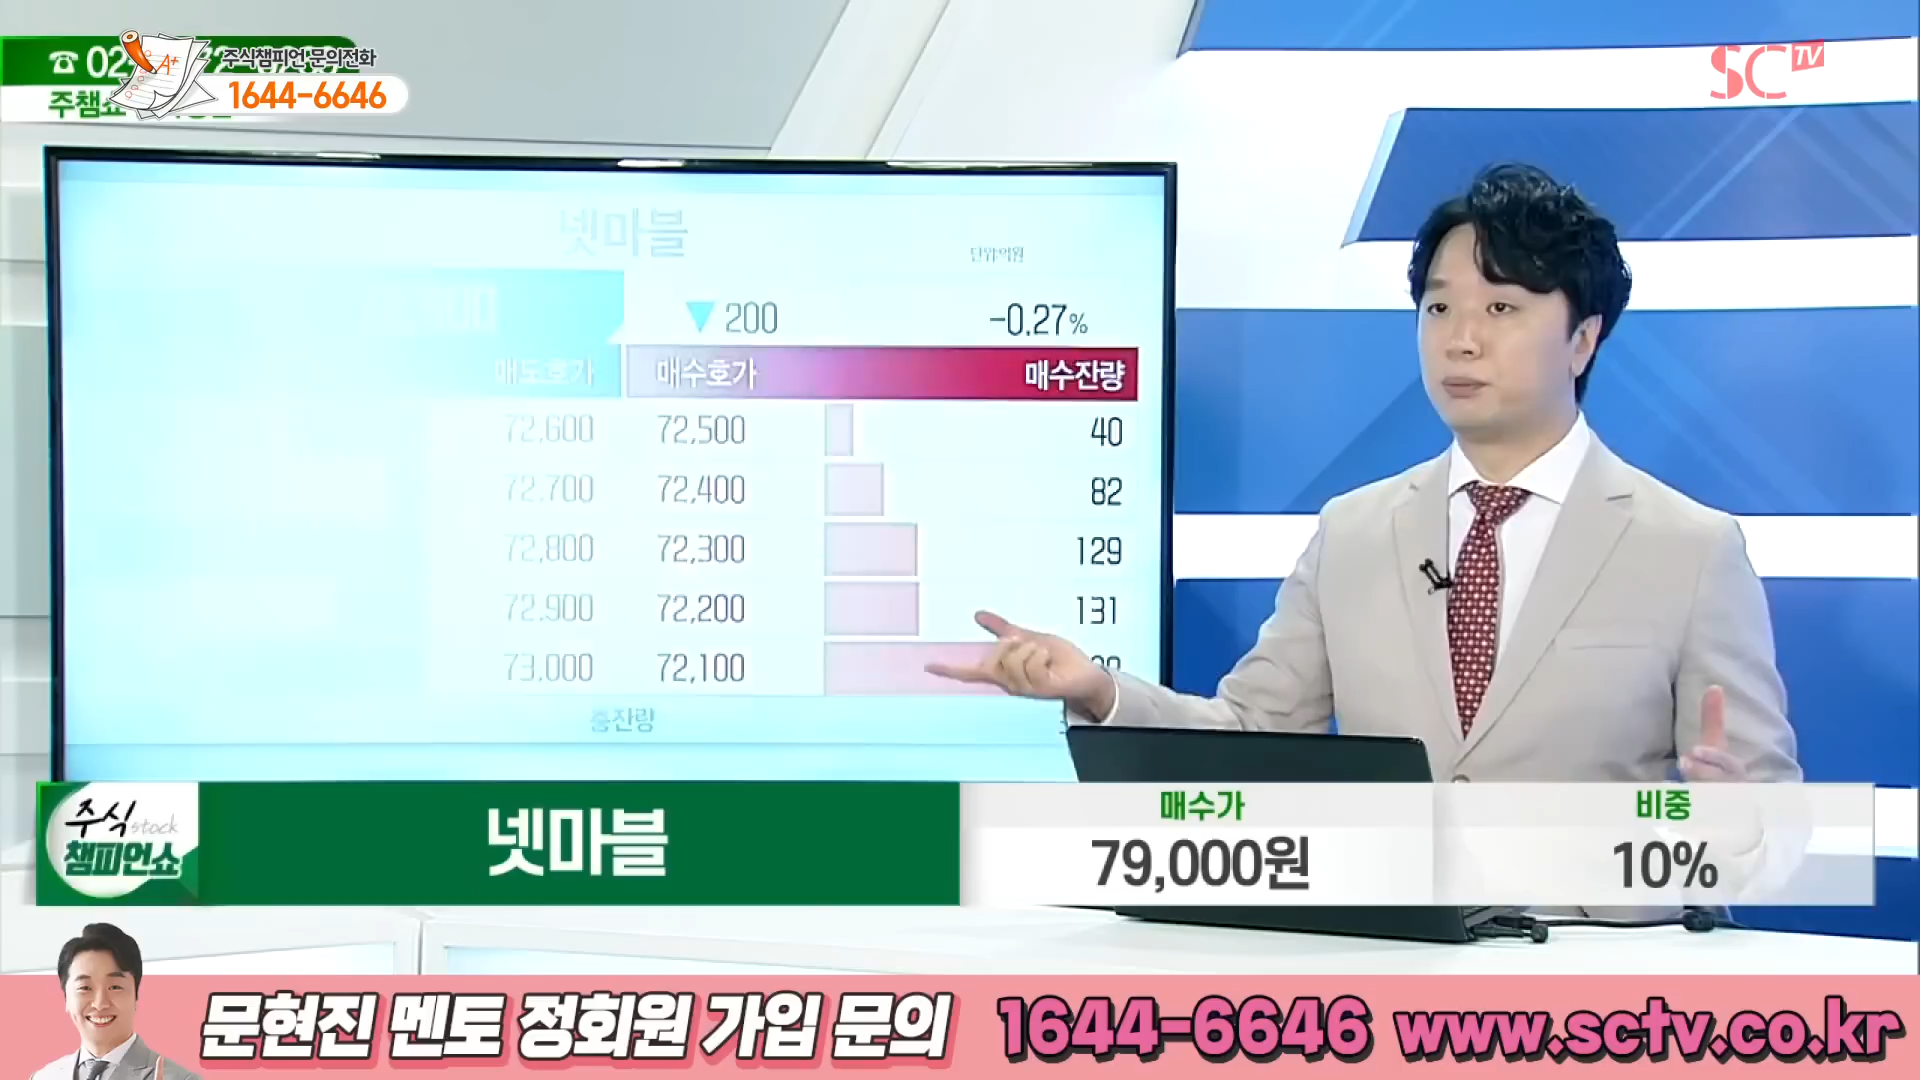 주식챔피언 문의전화
1644-6646
SC TV
넷마블
단위:억원
▼ 200 -0.27%
매도호가 매수호가 매수잔량
72,600 72,500 40
72,700 72,400 82
72,800 72,300 129
72,900 72,200 131
73,000 72,100
총잔량
주식 stock
챔피언쇼
넷마블
매수가
79,000원
비중
10%
문현진 멘토 정회원 가입 문의 1644-6646 www.sctv.co.kr